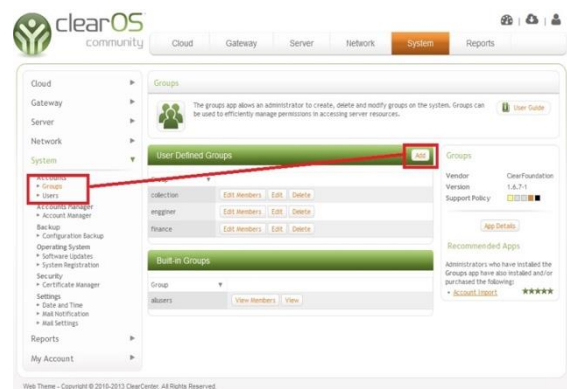 clearOS
community
Cloud
Gateway
Server
Network
System
Reports
Cloud
Gateway
Server
Network
System
Accounts
Groups
Users
Accounts Manager
Account Manager
Backup
Configuration Backup
Operating System
Software Updates
System Registration
Security
Certificate Manager
Settings
Date and Time
Mail Notification
Mail Settings
Reports
My Account
Groups
The groups app allows an administrator to create, delete and modify groups on the system. Groups can
be used to efficiently manage permissions in accessing server resources.
User Guide
User Defined Groups
Add
collection Edit Members Edit Delete
engginer Edit Members Edit Delete
finance Edit Members Edit Delete
Built-in Groups
Group
allusers View Members View
Groups
Vendor ClearFoundation
Version 1.6.7-1
Support Policy
App Details
Recommended Apps
Administrators who have installed the
Groups app have also installed and/or
purchased the following:
Account Import
Web Theme - Copyright © 2010-2013 ClearCenter. All Rights Reserved.